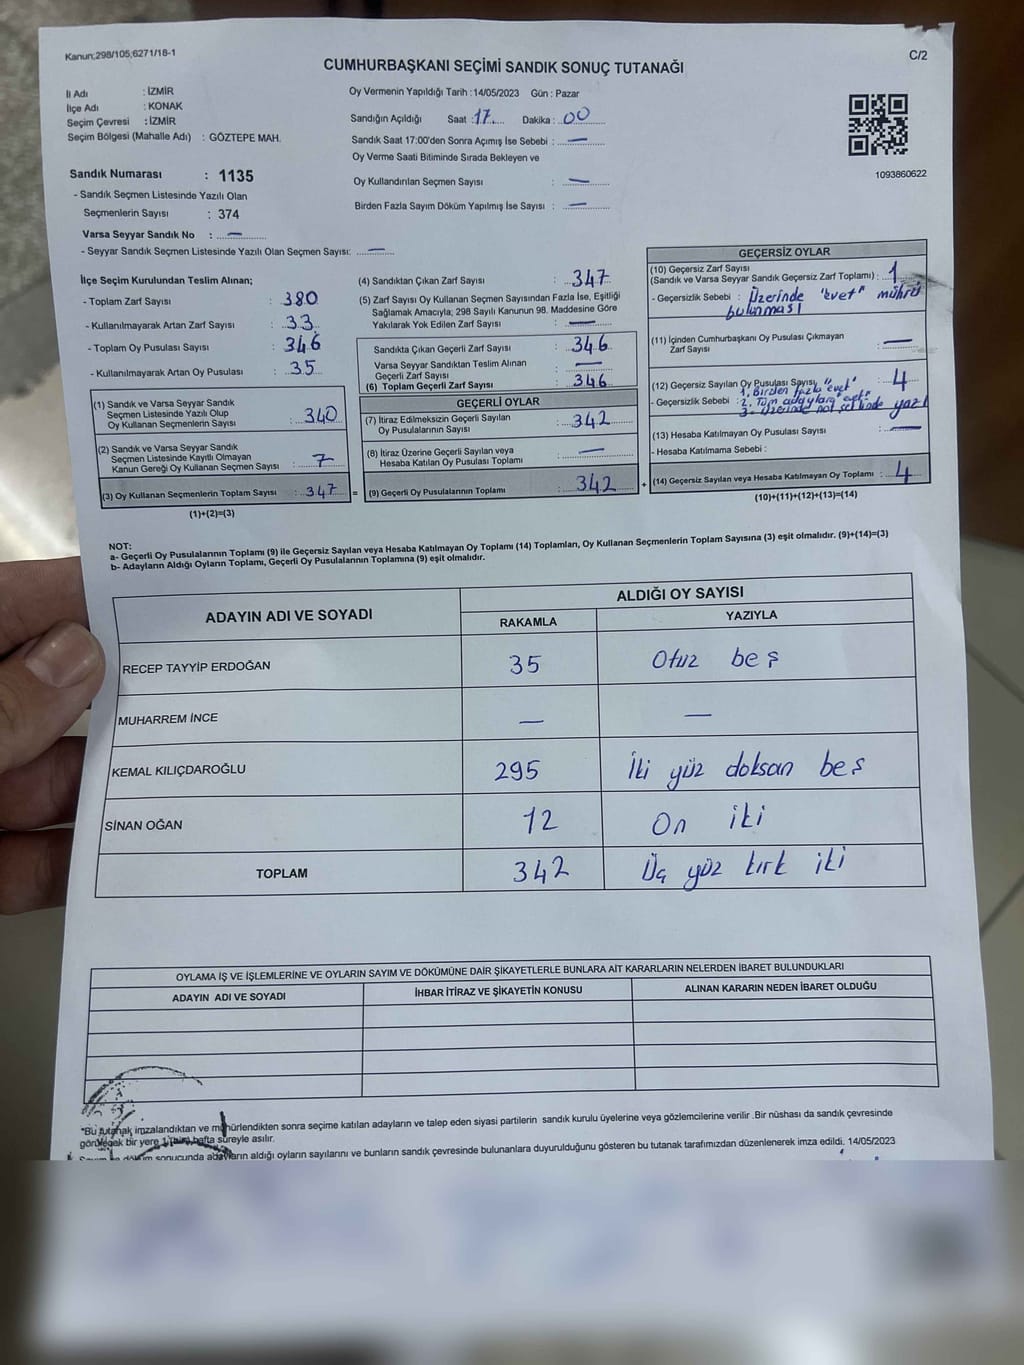 Kanun;298/105;6271/18-1
C/2
CUMHURBAŞKANI SEÇİMİ SANDIK SONUÇ TUTANAĞI
İl Adı : İZMİR
İlçe Adı : KONAK
Seçim Çevresi : İZMİR
Seçim Bölgesi (Mahalle Adı) : GÖZTEPE MAH.
Oy Vermenin Yapıldığı Tarih :14/05/2023 Gün : Pazar
Sandığın Açıldığı Saat :17 Dakika : 00
Sandık Saat 17:00'den Sonra Açımış İse Sebebi : —
Oy Verme Saati Bitiminde Sırada Bekleyen ve
Oy Kullandırılan Seçmen Sayısı : —
Birden Fazla Sayım Döküm Yapılmış İse Sayısı : —
1093860622
Sandık Numarası : 1135
- Sandık Seçmen Listesinde Yazılı Olan
Seçmenlerin Sayısı : 374
Varsa Seyyar Sandık No : —
- Seyyar Sandık Seçmen Listesinde Yazılı Olan Seçmen Sayısı: —
İlçe Seçim Kurulundan Teslim Alınan;
- Toplam Zarf Sayısı : 380
- Kullanılmayarak Artan Zarf Sayısı : 33
- Toplam Oy Pusulası Sayısı : 346
- Kullanılmayarak Artan Oy Pusulası : 35
(1) Sandık ve Varsa Seyyar Sandık
Seçmen Listesinde Yazılı Olup
Oy Kullanan Seçmenlerin Sayısı : 340
(2) Sandık ve Varsa Seyyar Sandık
Seçmen Listesinde Kayıtlı Olmayan
Kanun Gereği Oy Kullanan Seçmen Sayısı : 7
(3) Oy Kullanan Seçmenlerin Toplam Sayısı : 347 =
(1)+(2)=(3)
(4) Sandıktan Çıkan Zarf Sayısı : 347
(5) Zarf Sayısı Oy Kullanan Seçmen Sayısından Fazla İse, Eşitliği
Sağlamak Amacıyla; 298 Sayılı Kanunun 98. Maddesine Göre
Yakılarak Yok Edilen Zarf Sayısı : —
Sandıkta Çıkan Geçerli Zarf Sayısı : 346
Varsa Seyyar Sandıktan Teslim Alınan
Geçerli Zarf Sayısı : —
(6) Toplam Geçerli Zarf Sayısı : 346
GEÇERLİ OYLAR
(7) İtiraz Edilmeksizin Geçerli Sayılan
Oy Pusulalarının Sayısı : 342
(8) İtiraz Üzerine Geçerli Sayılan veya
Hesaba Katılan Oy Pusulası Toplamı : —
(9) Geçerli Oy Pusulalarının Toplamı : 342 +
GEÇERSİZ OYLAR
(10) Geçersiz Zarf Sayısı
(Sandık ve Varsa Seyyar Sandık Geçersiz Zarf Toplamı) : 1
- Geçersizlik Sebebi : Üzerinde "evet" mührü
bulunması
(11) İçinden Cumhurbaşkanı Oy Pusulası Çıkmayan
Zarf Sayısı —
(12) Geçersiz Sayılan Oy Pusulası Sayısı : 4
1. Birden fazla "evet"
- Geçersizlik Sebebi : 2. Tüm adaylara "evet"
3. Üzerinde not şeklinde yazı
(13) Hesaba Katılmayan Oy Pusulası Sayısı : —
- Hesaba Katılmama Sebebi :
(14) Geçersiz Sayılan veya Hesaba Katılmayan Oy Toplamı : 4
(10)+(11)+(12)+(13)=(14)
NOT:
a- Geçerli Oy Pusulalarının Toplamı (9) ile Geçersiz Sayılan veya Hesaba Katılmayan Oy Toplamı (14) Toplamları, Oy Kullanan Seçmenlerin Toplam Sayısına (3) eşit olmalıdır. (9)+(14)=(3)
b- Adayların Aldığı Oyların Toplamı, Geçerli Oy Pusulalarının Toplamına (9) eşit olmalıdır.
ADAYIN ADI VE SOYADI
ALDIĞI OY SAYISI
RAKAMLA YAZIYLA
RECEP TAYYİP ERDOĞAN 35 Otuz beş
MUHARREM İNCE — —
KEMAL KILIÇDAROĞLU 295 İki yüz doksan beş
SİNAN OĞAN 12 On iki
TOPLAM 342 Üç yüz kırk iki
OYLAMA İŞ VE İŞLEMLERİNE VE OYLARIN SAYIM VE DÖKÜMÜNE DAİR ŞİKAYETLERLE BUNLARA AİT KARARLARIN NELERDEN İBARET BULUNDUKLARI
ADAYIN ADI VE SOYADI İHBAR İTİRAZ VE ŞİKAYETİN KONUSU ALINAN KARARIN NEDEN İBARET OLDUĞU
*Bu tutanak imzalandıktan ve mühürlendikten sonra seçime katılan adayların ve talep eden siyasi partilerin sandık kurulu üyelerine veya gözlemcilerine verilir .Bir nüshası da sandık çevresinde
görülecek bir yere 1 (bir) hafta süreyle asılır.
sonucunda adayların aldığı oyların sayılarını ve bunların sandık çevresinde bulunanlara duyurulduğunu gösteren bu tutanak tarafımızdan düzenlenerek imza edildi. 14/05/2023